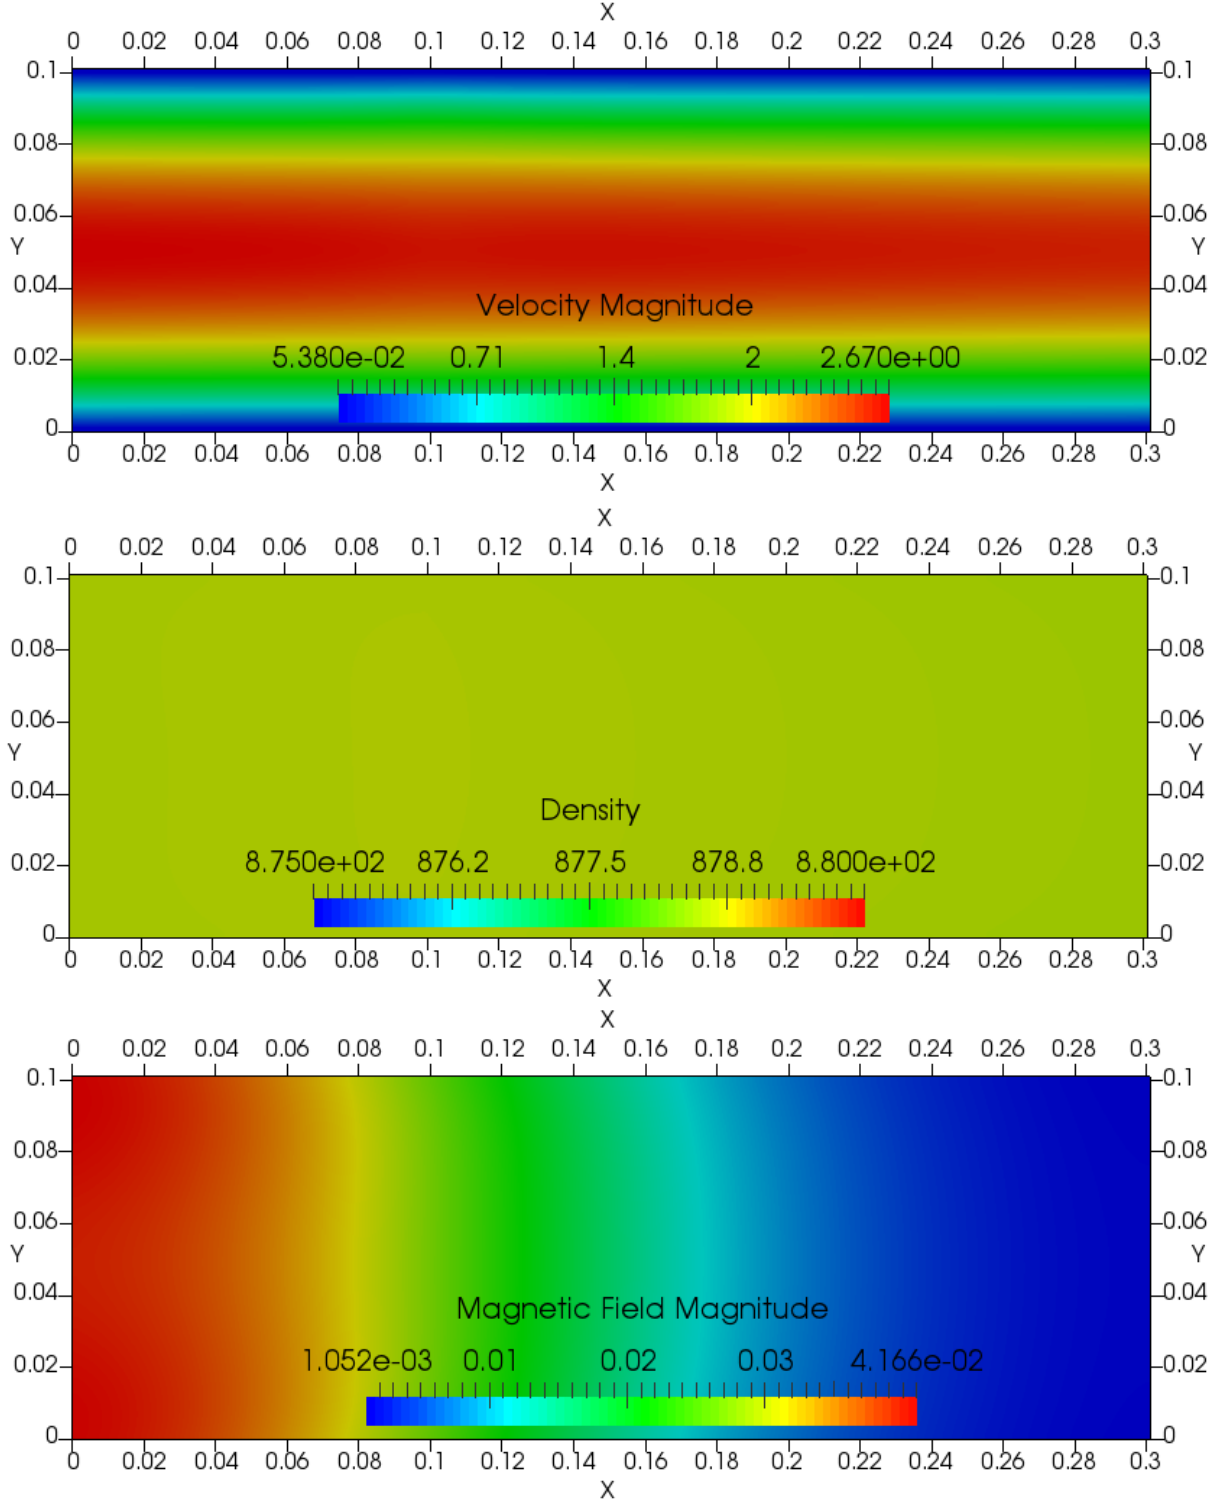 X
0 0.02 0.04 0.06 0.08 0.1 0.12 0.14 0.16 0.18 0.2 0.22 0.24 0.26 0.28 0.3
0.1 0.1
0.08 0.08
0.06 0.06
Y Y
0.04 0.04
Velocity Magnitude
0.02 5.380e-02 0.71 1.4 2 2.670e+00 0.02
0 0
0 0.02 0.04 0.06 0.08 0.1 0.12 0.14 0.16 0.18 0.2 0.22 0.24 0.26 0.28 0.3
X
X
0 0.02 0.04 0.06 0.08 0.1 0.12 0.14 0.16 0.18 0.2 0.22 0.24 0.26 0.28 0.3
0.1 0.1
0.08 0.08
0.06 0.06
Y Y
0.04 0.04
Density
0.02 8.750e+02 876.2 877.5 878.8 8.800e+02 0.02
0 0
0 0.02 0.04 0.06 0.08 0.1 0.12 0.14 0.16 0.18 0.2 0.22 0.24 0.26 0.28 0.3
X
X
0 0.02 0.04 0.06 0.08 0.1 0.12 0.14 0.16 0.18 0.2 0.22 0.24 0.26 0.28 0.3
0.1 0.1
0.08 0.08
0.06 0.06
Y Y
0.04 0.04
Magnetic Field Magnitude
0.02 1.052e-03 0.01 0.02 0.03 4.166e-02 0.02
0 0
0 0.02 0.04 0.06 0.08 0.1 0.12 0.14 0.16 0.18 0.2 0.22 0.24 0.26 0.28 0.3
X